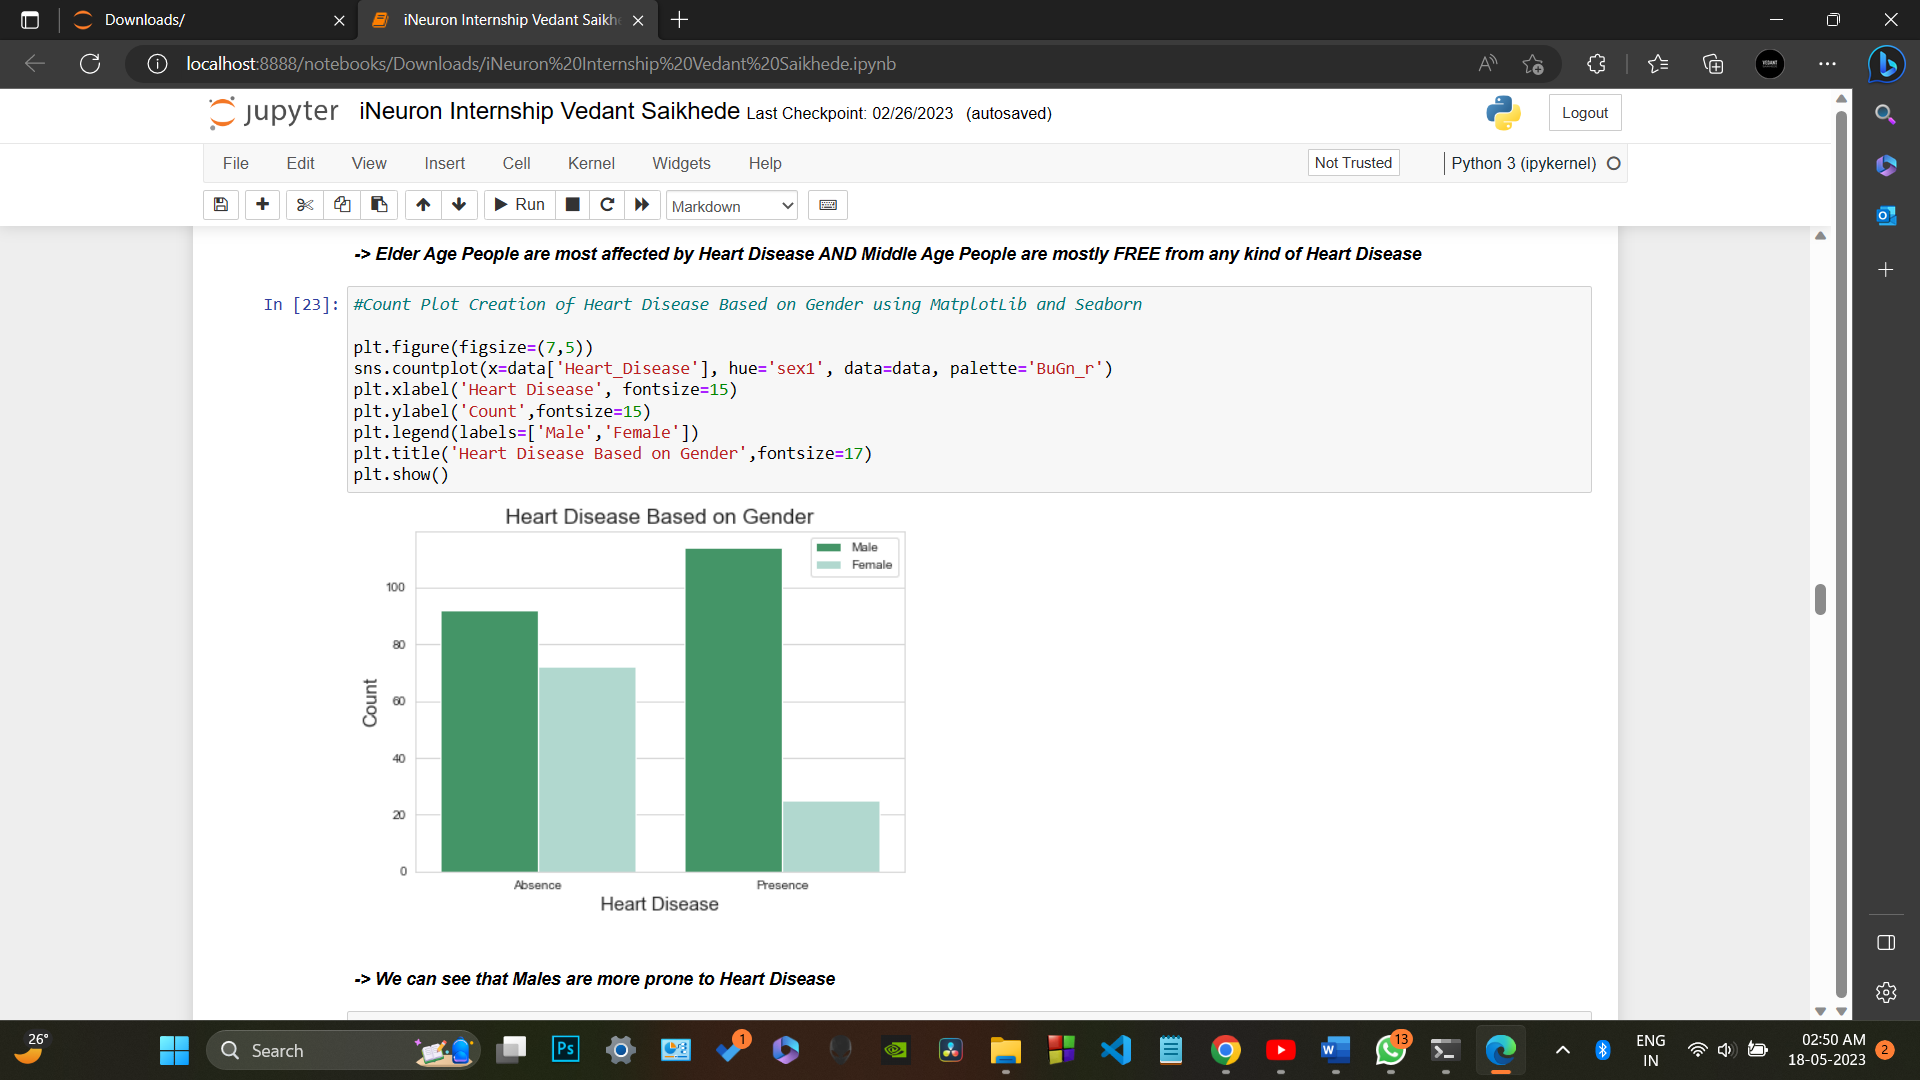 Downloads/
iNeuron Internship Vedant Saikh
localhost:8888/notebooks/Downloads/iNeuron%20Internship%20Vedant%20Saikhede.ipynb
jupyter iNeuron Internship Vedant Saikhede Last Checkpoint: 02/26/2023 (autosaved)
Logout
File Edit View Insert Cell Kernel Widgets Help
Not Trusted
Python 3 (ipykernel)
Run
Markdown
-> Elder Age People are most affected by Heart Disease AND Middle Age People are mostly FREE from any kind of Heart Disease
In [23]: #Count Plot Creation of Heart Disease Based on Gender using MatplotLib and Seaborn
plt.figure(figsize=(7,5))
sns.countplot(x=data['Heart_Disease'], hue='sex1', data=data, palette='BuGn_r')
plt.xlabel('Heart Disease', fontsize=15)
plt.ylabel('Count',fontsize=15)
plt.legend(labels=['Male','Female'])
plt.title('Heart Disease Based on Gender',fontsize=17)
plt.show()
Heart Disease Based on Gender
Male
Female
100
80
60
40
20
0
Count
Absence
Presence
Heart Disease
-> We can see that Males are more prone to Heart Disease
26°
Search
Ps
1
13
ENG
IN
02:50 AM
18-05-2023
2